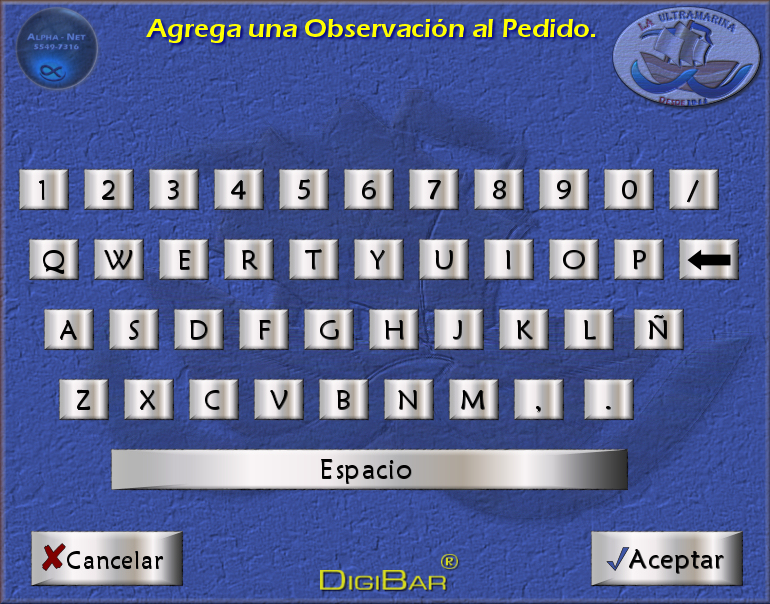 Agrega una Observación al Pedido.
Alpha - Net
5549-7316
LA ULTRAMARINA
DESDE 1944
1 2 3 4 5 6 7 8 9 0 /
Q W E R T Y U I O P
A S D F G H J K L Ñ
Z X C V B N M , .
Espacio
Cancelar
DIGIBAR®
Aceptar